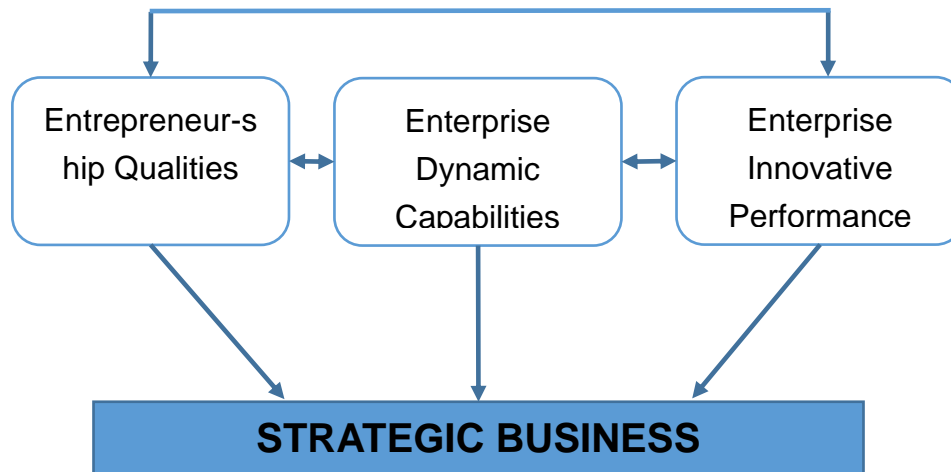 Entrepreneur-s
hip Qualities
Enterprise
Dynamic
Capabilities
Enterprise
Innovative
Performance
STRATEGIC BUSINESS